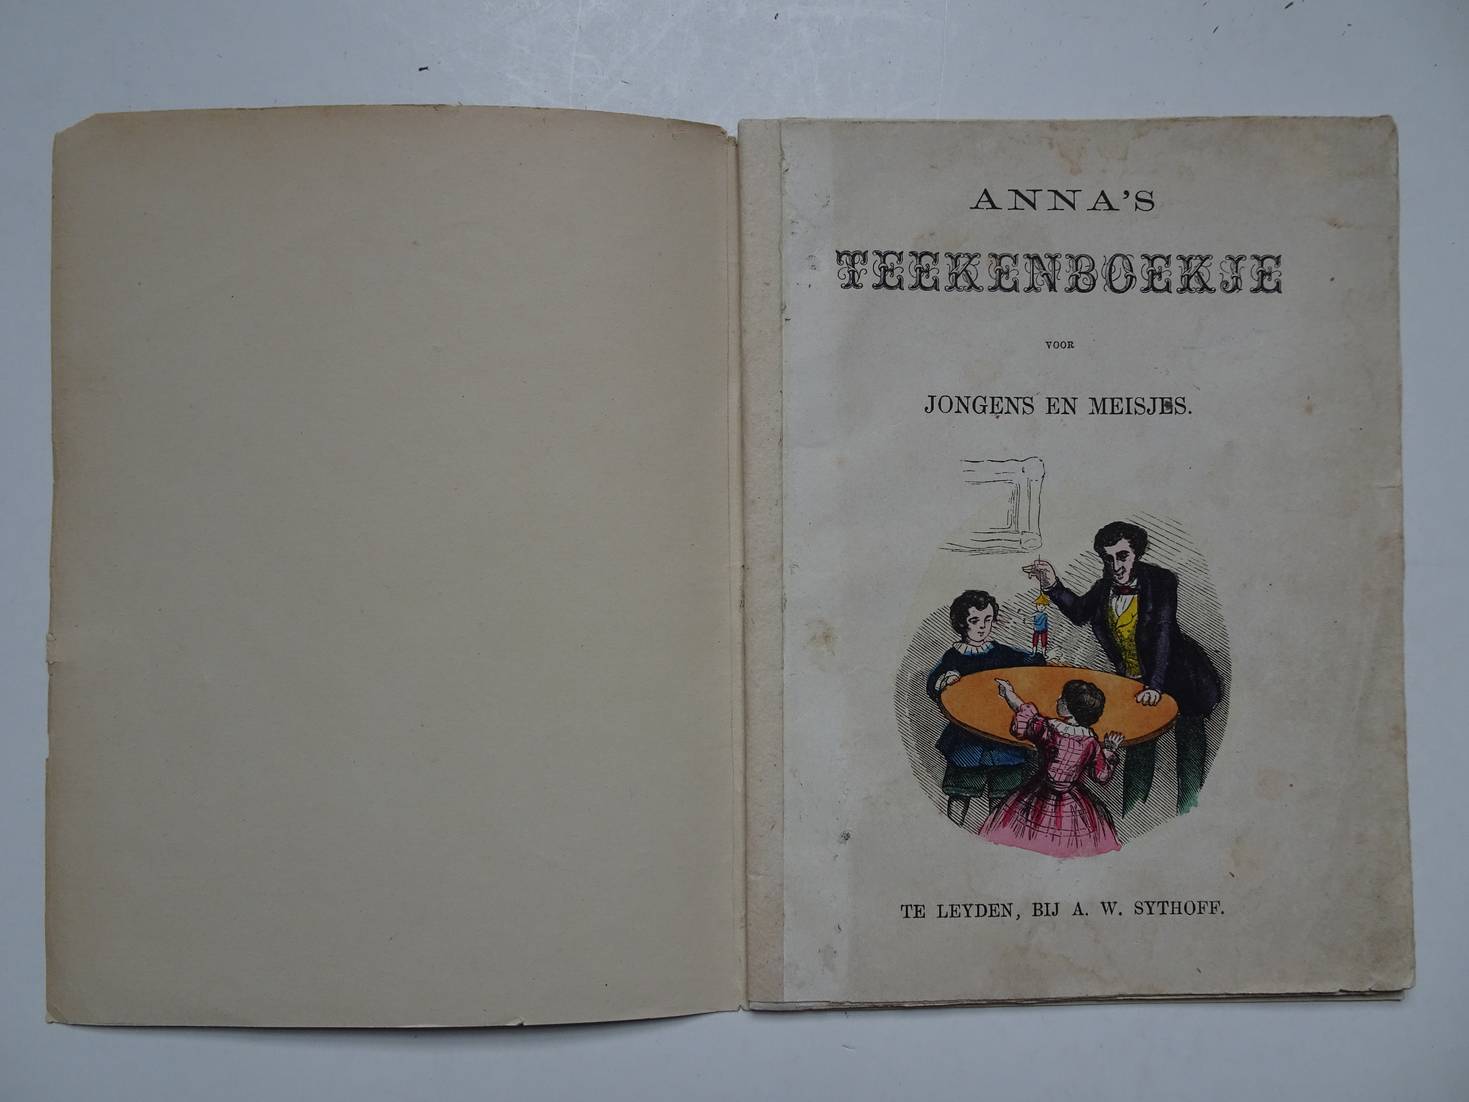 ANNA'S
TEEKENBOEKJE
VOOR
JONGENS EN MEISJES.
TE LEYDEN, BIJ A. W. SYTHOFF.